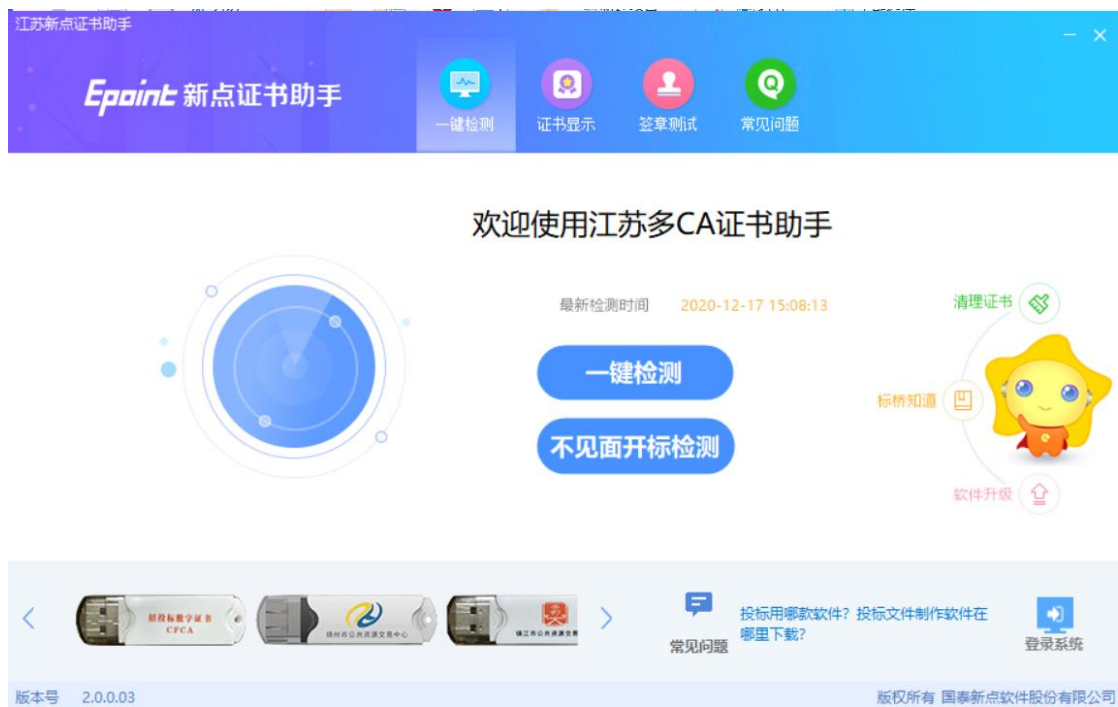 江苏新点证书助手
Epoint 新点证书助手
一键检测
证书显示
签章测试
常见问题
欢迎使用江苏多CA证书助手
最新检测时间 2020-12-17 15:08:13
一键检测
不见面开标检测
清理证书
标桥知道
软件升级
招投标数字证书
CFCA
扬州市公共资源交易中心
镇江市公共资源交易
常见问题
投标用哪款软件？投标文件制作软件在
哪里下载？
登录系统
版本号 2.0.0.03
版权所有 国泰新点软件股份有限公司